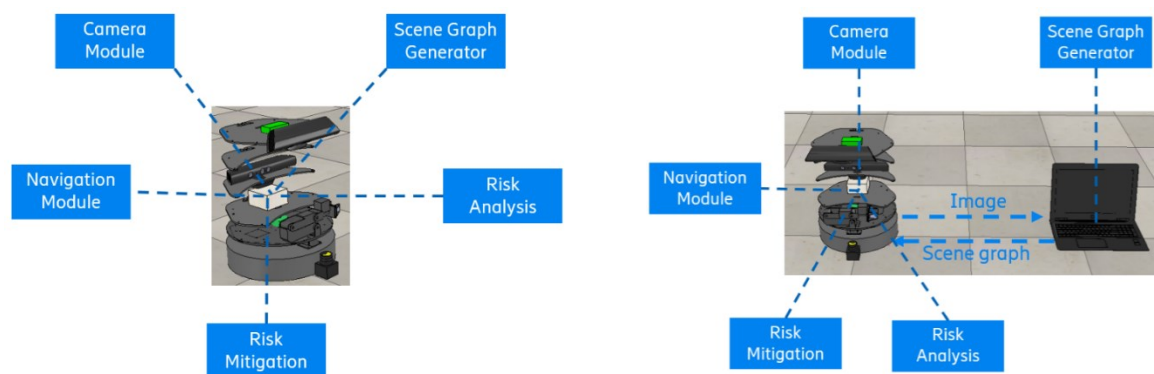 Camera
Module
Scene Graph
Generator
Navigation
Module
Risk
Analysis
Risk
Mitigation
Camera
Module
Scene Graph
Generator
Navigation
Module
Image
Scene graph
Risk
Mitigation
Risk
Analysis